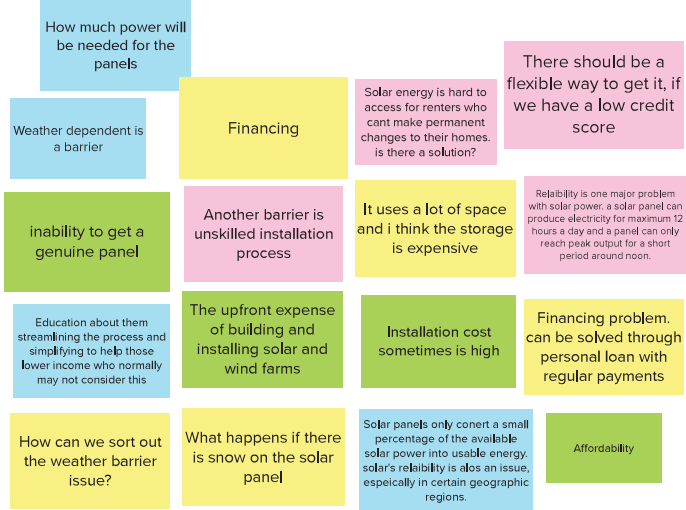 How much power will
be needed for the
panels
Weather dependent is
a barrier
Financing
Solar energy is hard to
access for renters who
cant make permanent
changes to their homes.
is there a solution?
There should be a
flexible way to get it, if
we have a low credit
score
inability to get a
genuine panel
Another barrier is
unskilled installation
process
It uses a lot of space
and i think the storage
is expensive
Relaibility is one major problem
with solar power. a solar panel can
produce electricity for maximum 12
hours a day and a panel can only
reach peak output for a short
period around noon.
Education about them
streamlining the process and
simplifying to help those
lower income who normally
may not consider this
The upfront expense
of building and
installing solar and
wind farms
Installation cost
sometimes is high
Financing problem.
can be solved through
personal loan with
regular payments
How can we sort out
the weather barrier
issue?
What happens if there
is snow on the solar
panel
Solar panels only conert a small
percentage of the available
solar power into usable energy.
solar's relaibility is alos an issue,
espeically in certain geographic
regions.
Affordability